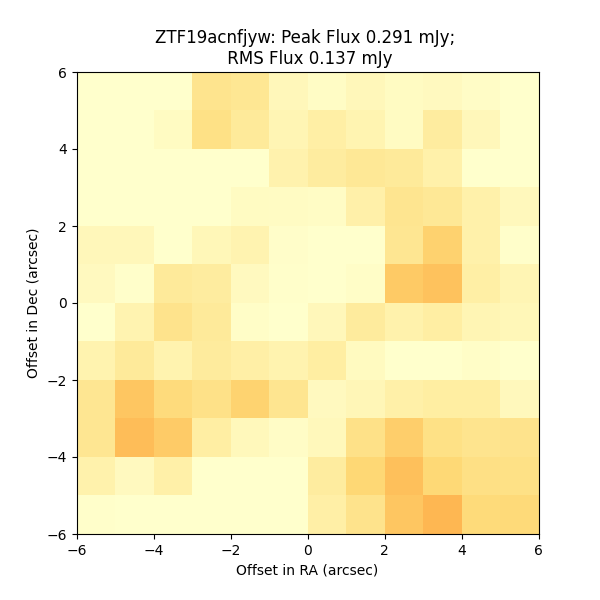 ZTF19acnfjyw: Peak Flux 0.291 mJy;
RMS Flux 0.137 mJy
6
4
2
0
−2
−4
−6
Offset in Dec (arcsec)
−6 −4 −2 0 2 4 6
Offset in RA (arcsec)